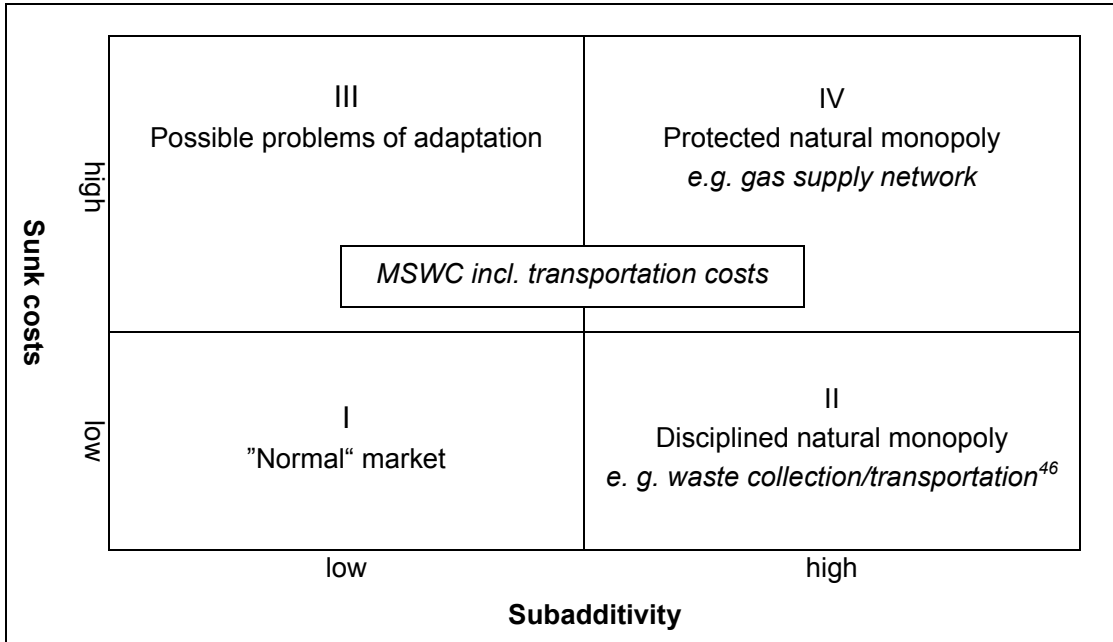 III
Possible problems of adaptation
IV
Protected natural monopoly
e.g. gas supply network
high
Sunk costs
MSWC incl. transportation costs
low
I
”Normal“ market
II
Disciplined natural monopoly
e. g. waste collection/transportation46
low
high
Subadditivity